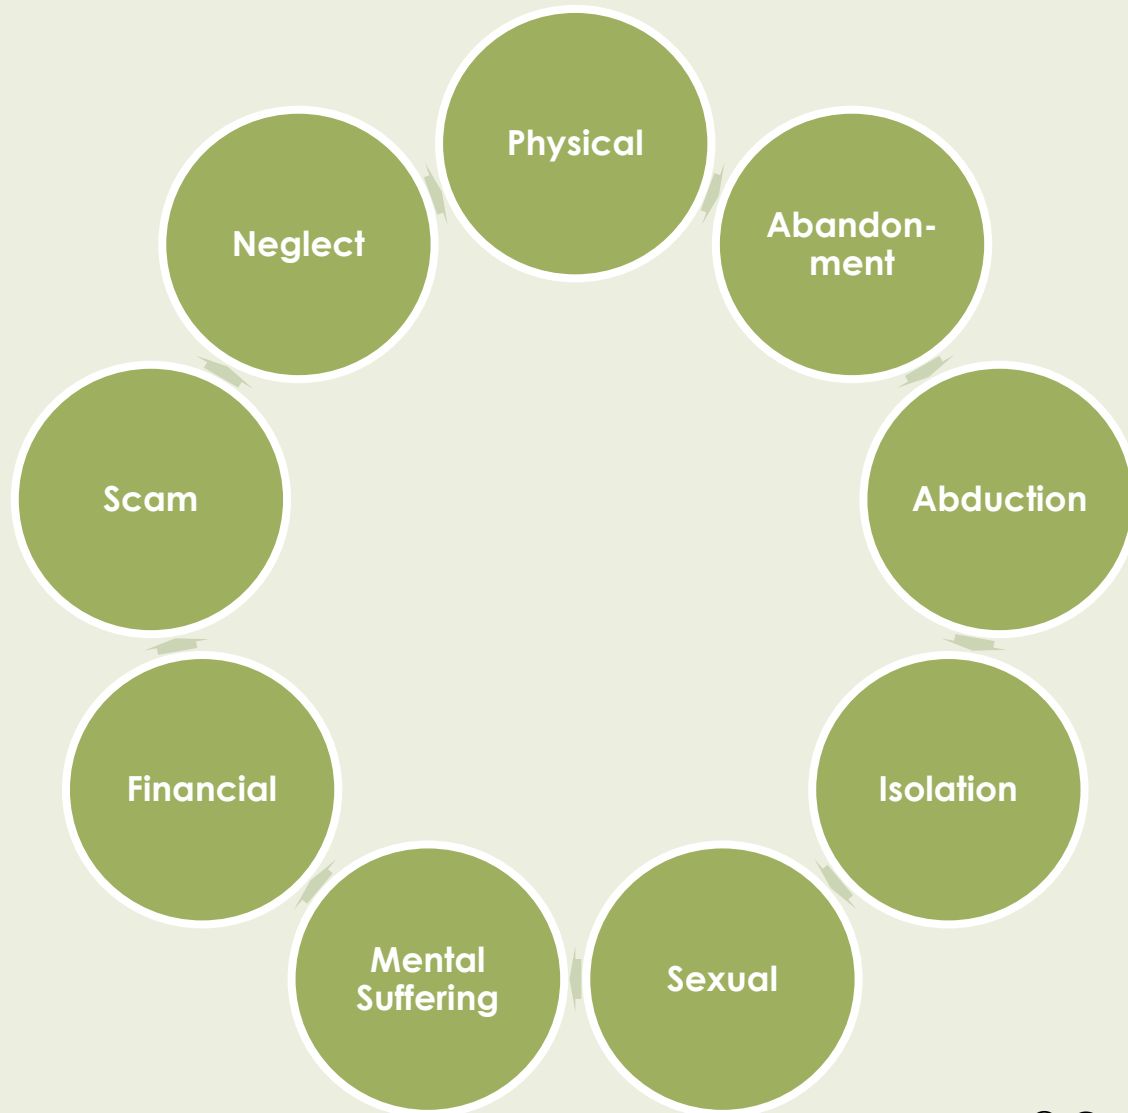 Physical
Abandon-
ment
Abduction
Isolation
Sexual
Mental
Suffering
Financial
Scam
Neglect